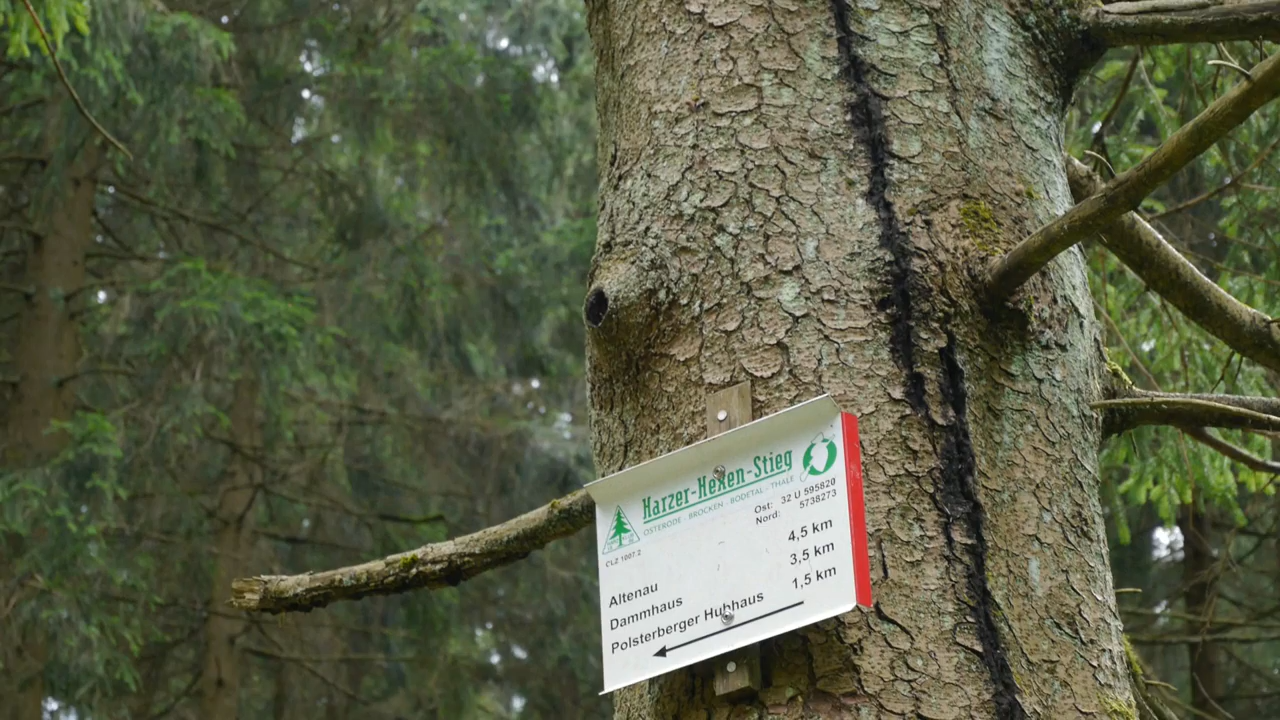 Harzer-Hexen-Stieg
OSTERODE · BROCKEN · BODETAL · THALE
Ost: 32 U 595820
Nord: 5738273
CLZ 1007.2
Altenau 4,5 km
Dammhaus 3,5 km
Polsterberger Hubhaus 1,5 km